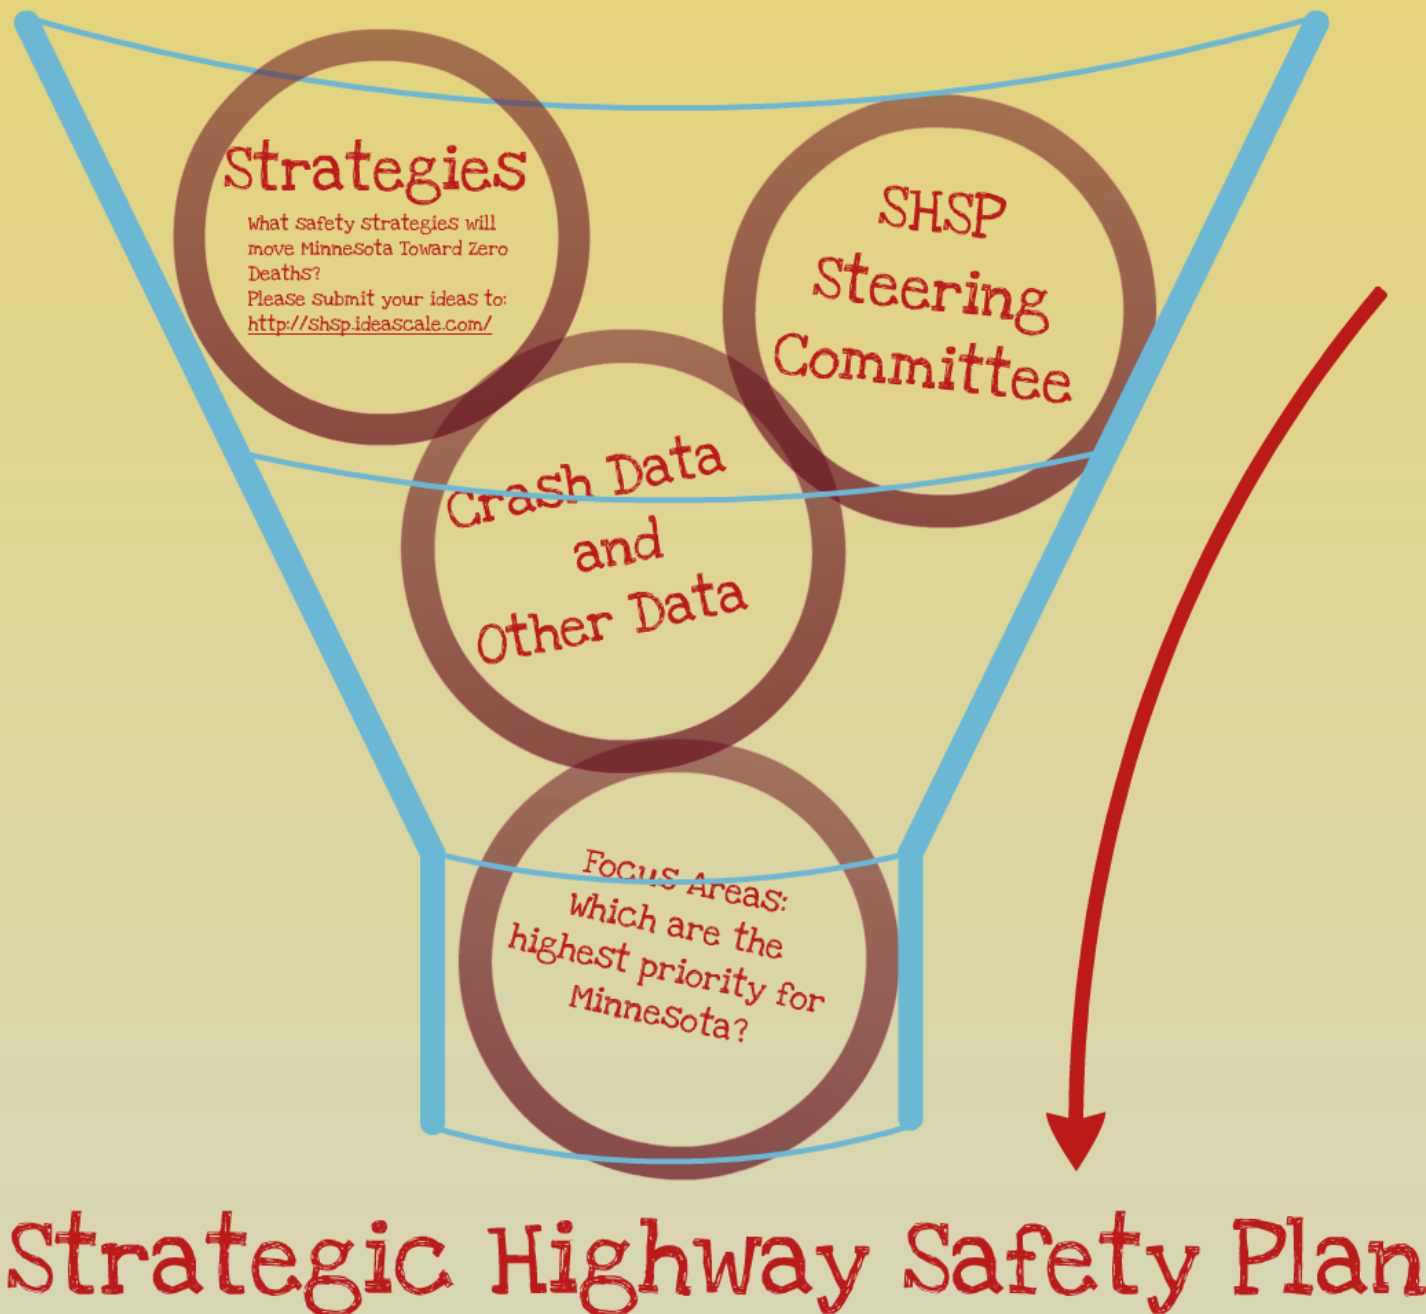 Strategies
What safety strategies will
move Minnesota Toward Zero
Deaths?
Please submit your ideas to:
http://shsp.ideascale.com/
SHSP
Steering
Committee
Crash Data
and
Other Data
Focus Areas:
Which are the
highest priority for
Minnesota?
Strategic Highway Safety Plan